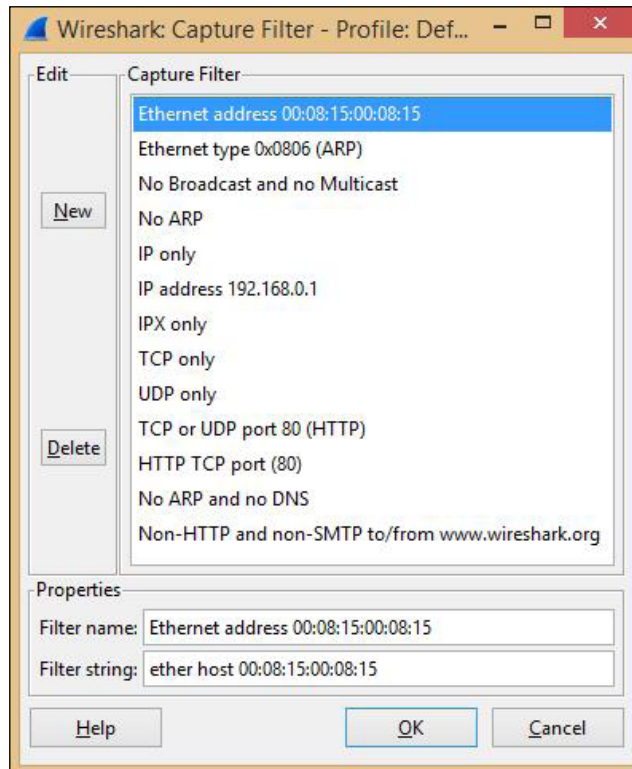 Wireshark: Capture Filter - Profile: Def...
Edit
Capture Filter
Ethernet address 00:08:15:00:08:15
Ethernet type 0x0806 (ARP)
No Broadcast and no Multicast
New
No ARP
IP only
IP address 192.168.0.1
IPX only
TCP only
UDP only
TCP or UDP port 80 (HTTP)
Delete
HTTP TCP port (80)
No ARP and no DNS
Non-HTTP and non-SMTP to/from www.wireshark.org
Properties
Filter name: Ethernet address 00:08:15:00:08:15
Filter string: ether host 00:08:15:00:08:15
Help
OK
Cancel